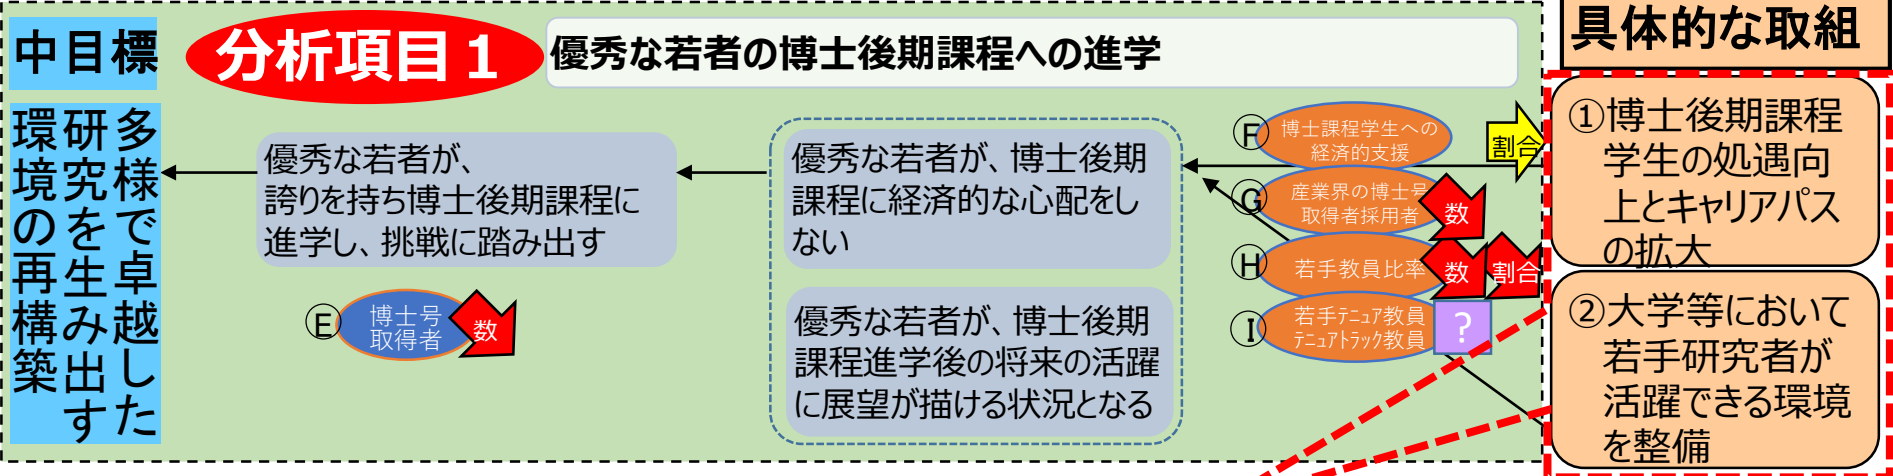 中目標
分析項目１
優秀な若者の博士後期課程への進学
具体的な取組
多様で卓越した
研究を生み出す
環境の再構築
優秀な若者が、
誇りを持ち博士後期課程に
進学し、挑戦に踏み出す
Ⓔ
博士号
取得者
数
優秀な若者が、博士後期
課程に経済的な心配をし
ない
優秀な若者が、博士後期
課程進学後の将来の活躍
に展望が描ける状況となる
Ⓕ
博士課程学生への
経済的支援
割合
Ⓖ
産業界の博士号
取得者採用者
数
Ⓗ
若手教員比率
数
割合
Ⓘ
若手テニュア教員
テニュアトラック教員
?
①博士後期課程
学生の処遇向
上とキャリアパス
の拡大
②大学等において
若手研究者が
活躍できる環境
を整備